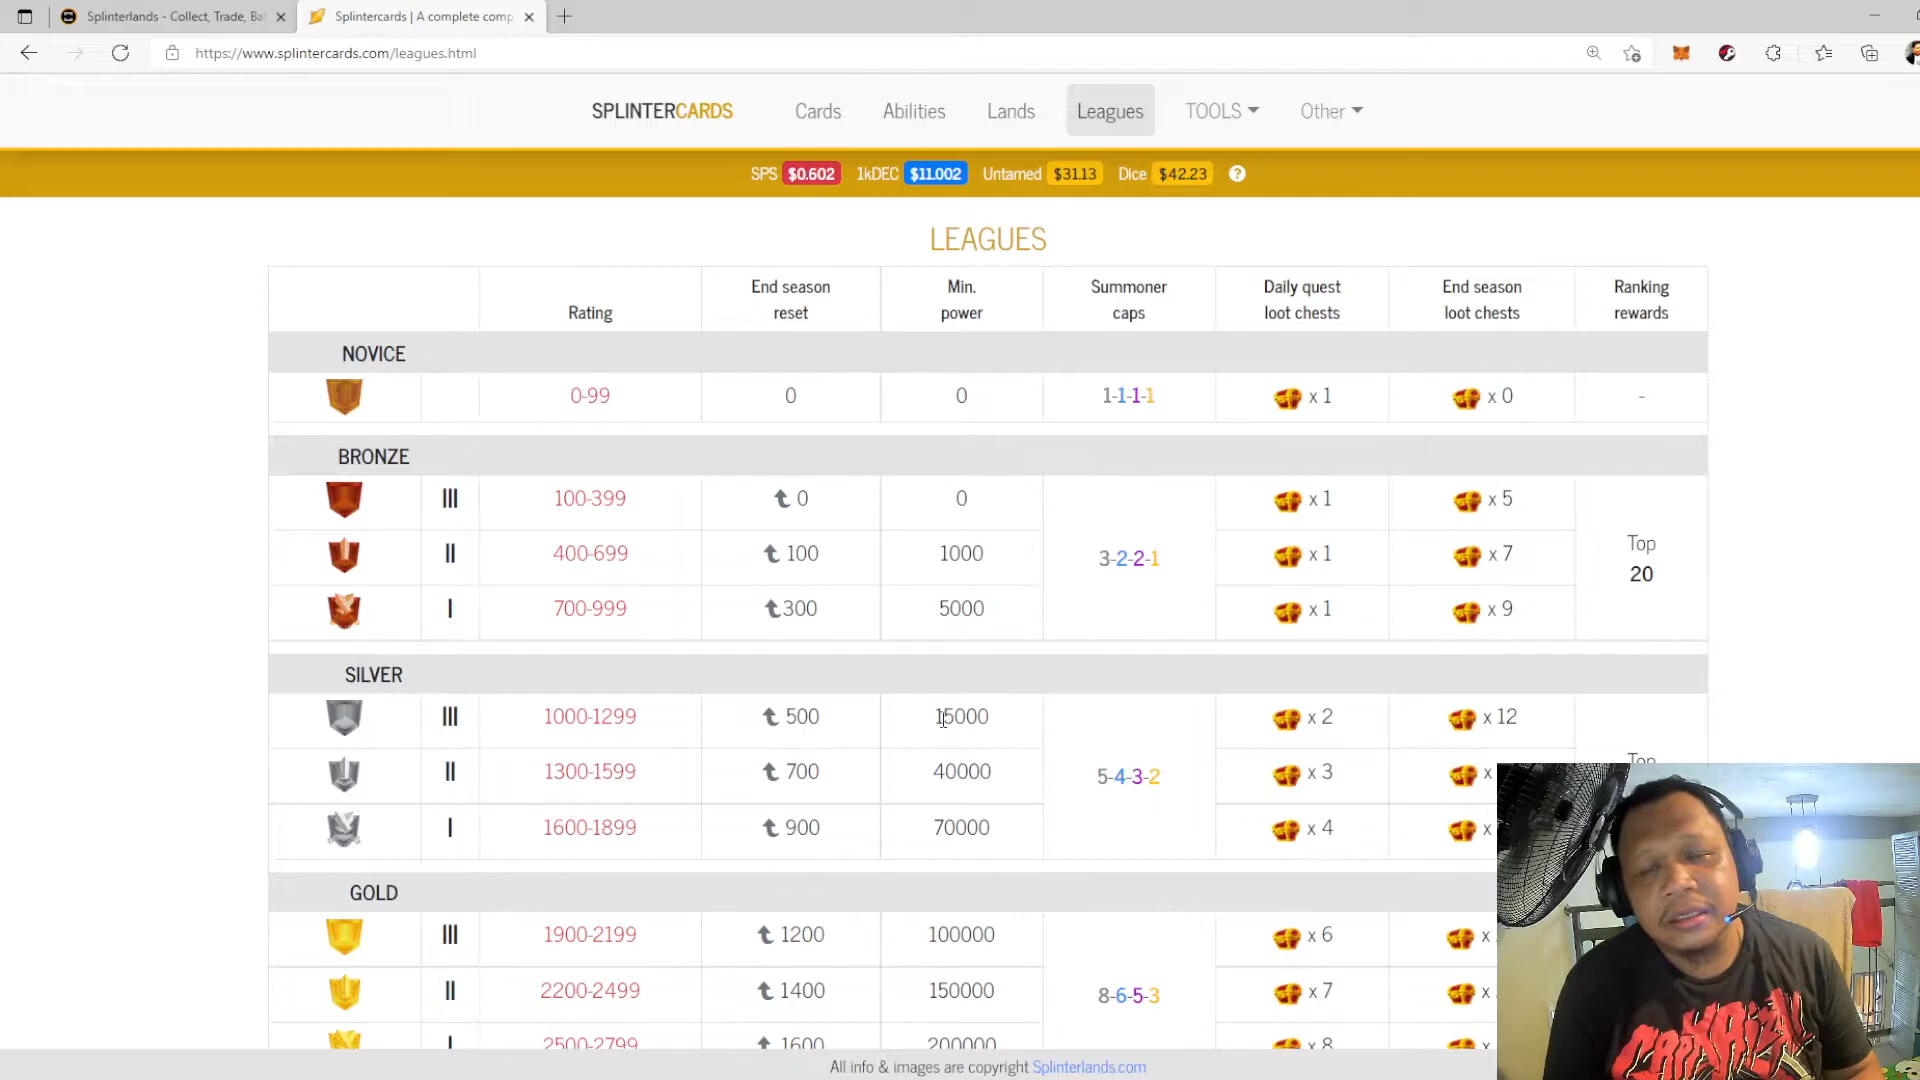 Splinterlands - Collect, Trade, Ba
Splintercards | A complete comp
https://www.splintercards.com/leagues.html
SPLINTERCARDS Cards Abilities Lands Leagues TOOLS Other
SPS $0.602 1kDEC $11.002 Untamed $31.13 Dice $42.23 ?
LEAGUES
Rating End season reset Min. power Summoner caps Daily quest loot chests End season loot chests Ranking rewards
NOVICE
0-99 0 0 1-1-1-1 x 1 x 0 -
BRONZE
III 100-399 0 0 x 1 x 5
II 400-699 100 1000 3-2-2-1 x 1 x 7 Top 20
I 700-999 300 5000 x 1 x 9
SILVER
III 1000-1299 500 15000 x 2 x 12
II 1300-1599 700 40000 5-4-3-2 x 3 x Top
I 1600-1899 900 70000 x 4 x
GOLD
III 1900-2199 1200 100000 x 6 x
II 2200-2499 1400 150000 8-6-5-3 x 7 x
I 2500-2799 1600 200000 x 8 x
All info & images are copyright Splinterlands.com